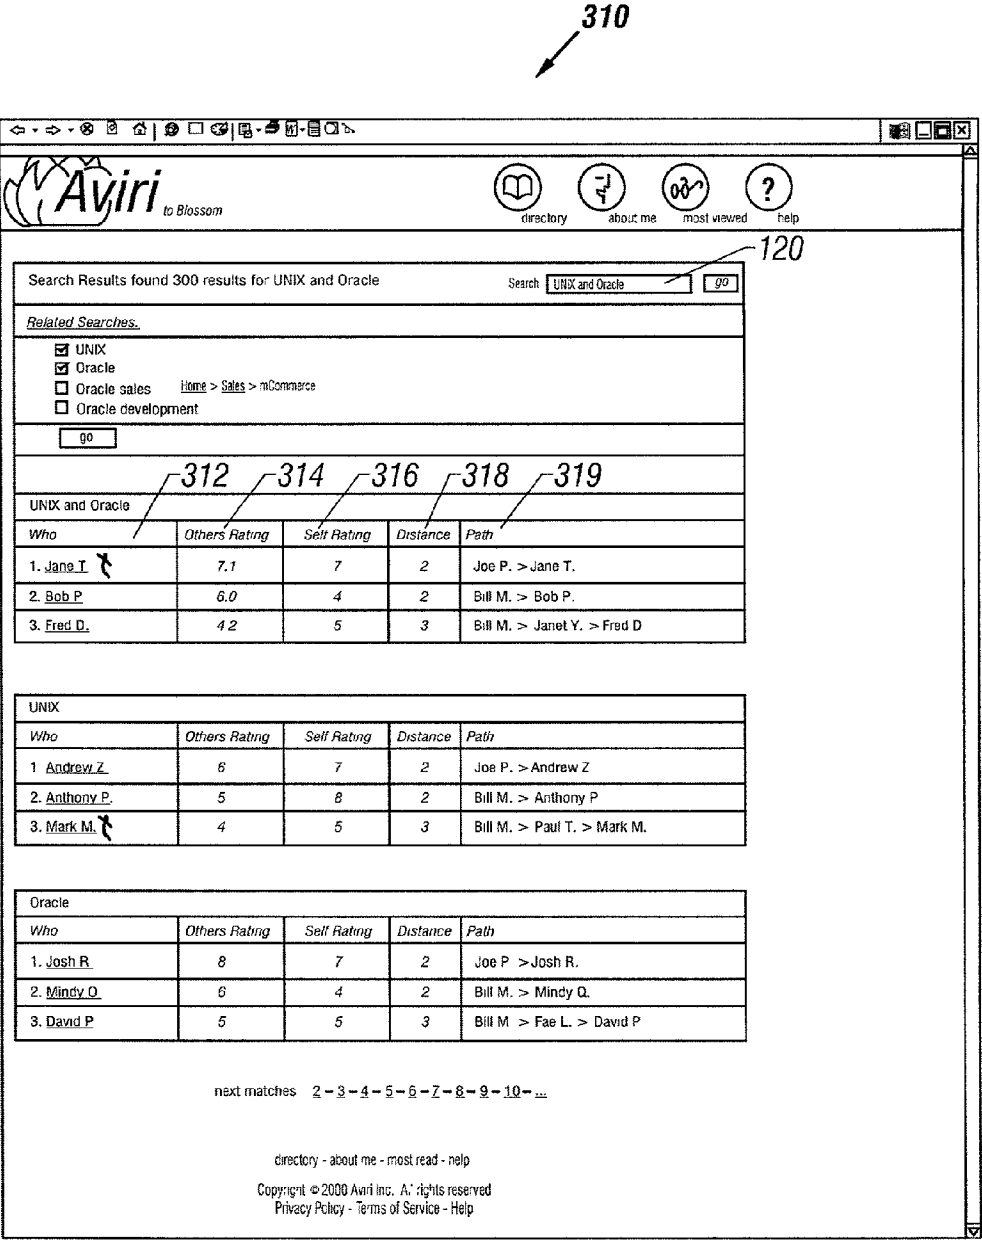 310
Aviri to Blossom
directory about me most viewed help
120
Search Results found 300 results for UNIX and Oracle Search UNIX and Oracle go
Related Searches.
UNIX
Oracle
Oracle sales Home > Sales > mCommerce
Oracle development
go
312 314 316 318 319
UNIX and Oracle
Who Others Rating Self Rating Distance Path
1. Jane T 7.1 7 2 Joe P. > Jane T.
2. Bob P 6.0 4 2 Bill M. > Bob P.
3. Fred D. 4 2 5 3 Bill M. > Janet Y. > Fred D
UNIX
Who Others Rating Self Rating Distance Path
1 Andrew Z 6 7 2 Joe P. > Andrew Z
2. Anthony P. 5 8 2 Bill M. > Anthony P
3. Mark M. 4 5 3 Bill M. > Paul T. > Mark M.
Oracle
Who Others Rating Self Rating Distance Path
1. Josh R 8 7 2 Joe P > Josh R.
2. Mindy Q 6 4 2 Bill M. > Mindy Q.
3. David P 5 5 3 Bill M > Fae L. > David P
next matches 2 - 3 - 4 - 5 - 6 - 7 - 8 - 9 - 10 - ...
directory - about me - most read - help
Copyright © 2000 Aviri Inc. All rights reserved
Privacy Policy - Terms of Service - Help